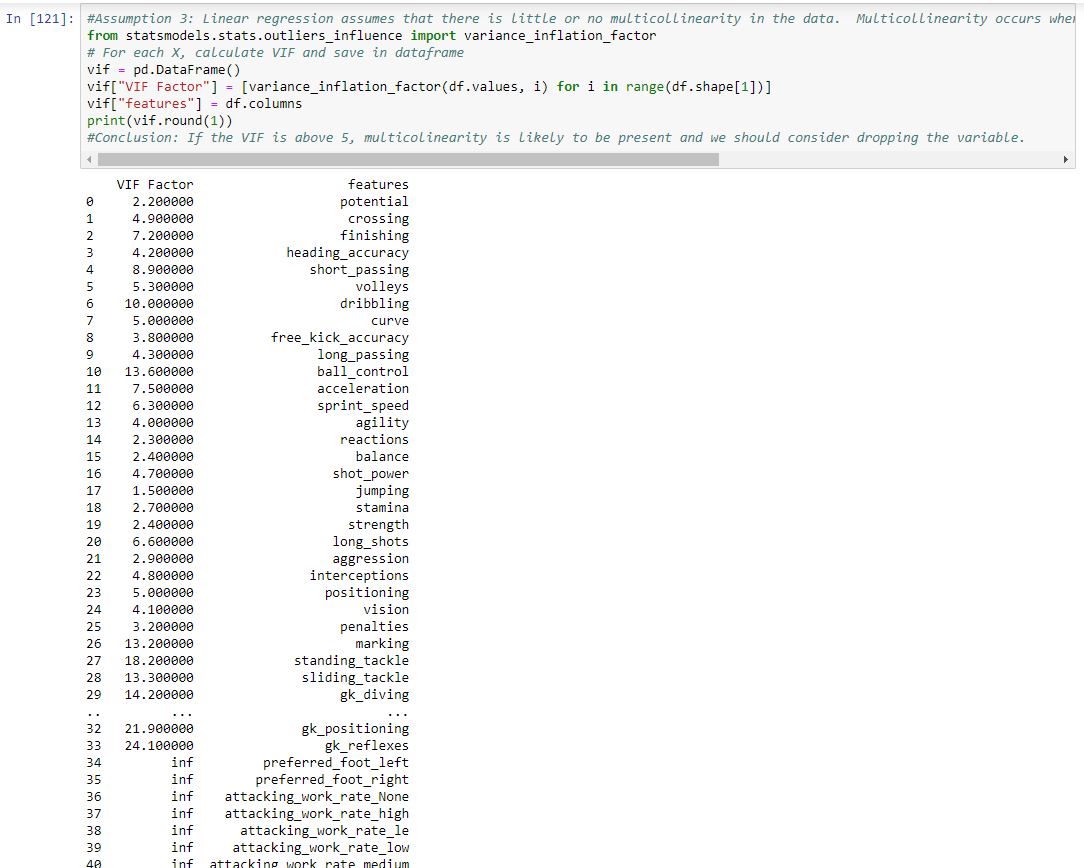 In [121]: #Assumption 3: Linear regression assumes that there is little or no multicollinearity in the data.  Multicollinearity occurs
from statsmodels.stats.outliers_influence import variance_inflation_factor
# For each X, calculate VIF and save in dataframe
vif = pd.DataFrame()
vif["VIF Factor"] = [variance_inflation_factor(df.values, i) for i in range(df.shape[1])]
vif["features"] = df.columns
print(vif.round(1))
#Conclusion: If the VIF is above 5, multicolinearity is likely to be present and we should consider dropping the variable.
VIF Factor features
0 2.200000 potential
1 4.900000 crossing
2 7.200000 finishing
3 4.200000 heading_accuracy
4 8.900000 short_passing
5 5.300000 volleys
6 10.000000 dribbling
7 5.000000 curve
8 3.800000 free_kick_accuracy
9 4.300000 long_passing
10 13.600000 ball_control
11 7.500000 acceleration
12 6.300000 sprint_speed
13 4.000000 agility
14 2.300000 reactions
15 2.400000 balance
16 4.700000 shot_power
17 1.500000 jumping
18 2.700000 stamina
19 2.400000 strength
20 6.600000 long_shots
21 2.900000 aggression
22 4.800000 interceptions
23 5.000000 positioning
24 4.100000 vision
25 3.200000 penalties
26 13.200000 marking
27 18.200000 standing_tackle
28 13.300000 sliding_tackle
29 14.200000 gk_diving
.. ... ...
32 21.900000 gk_positioning
33 24.100000 gk_reflexes
34 inf preferred_foot_left
35 inf preferred_foot_right
36 inf attacking_work_rate_None
37 inf attacking_work_rate_high
38 inf attacking_work_rate_le
39 inf attacking_work_rate_low
40 inf attacking_work_rate_medium